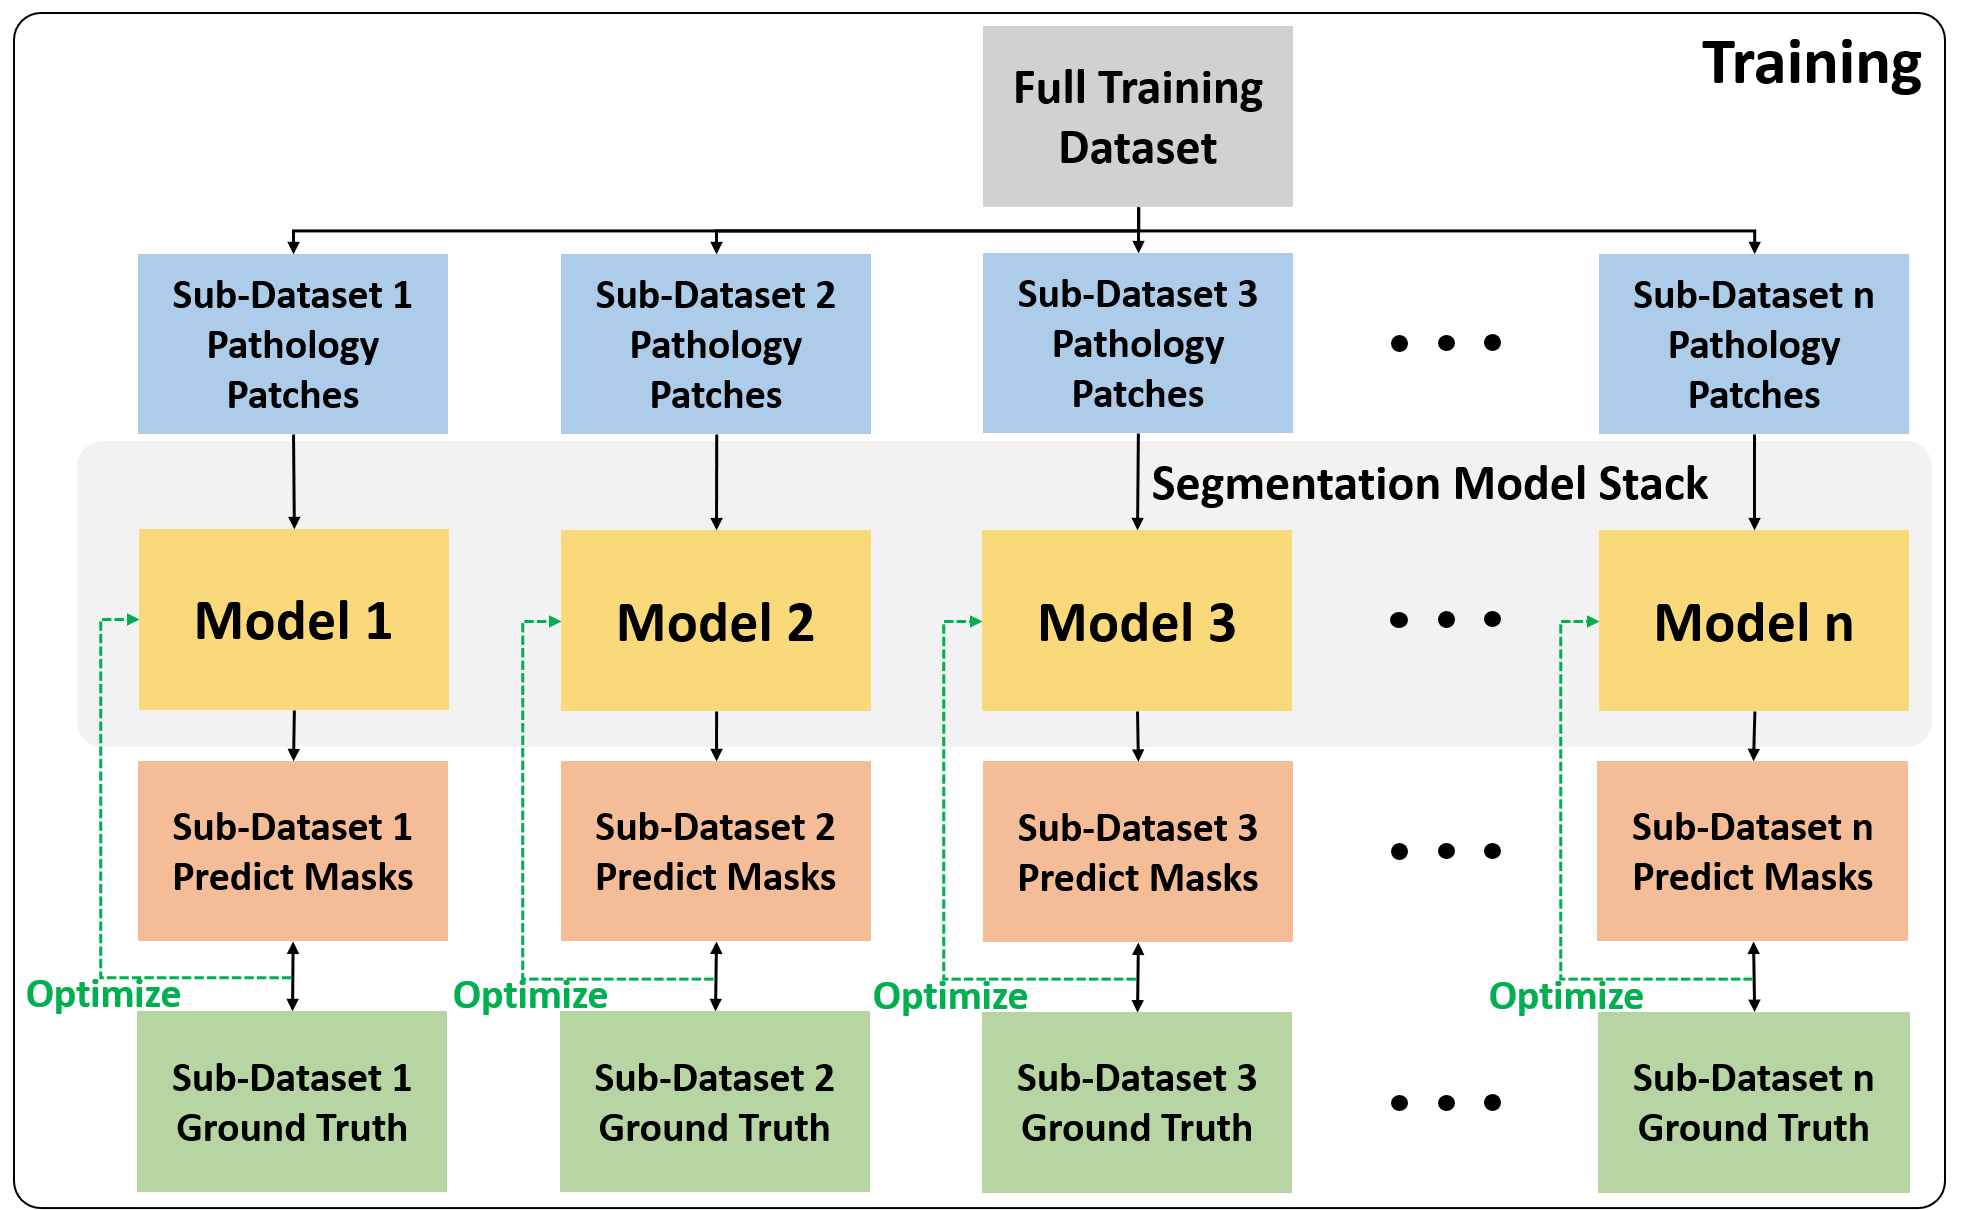 Training
Full Training
Dataset
Sub-Dataset 1
Pathology
Patches
Sub-Dataset 2
Pathology
Patches
Sub-Dataset 3
Pathology
Patches
Sub-Dataset n
Pathology
Patches
Segmentation Model Stack
Model 1
Model 2
Model 3
Model n
Sub-Dataset 1
Predict Masks
Sub-Dataset 2
Predict Masks
Sub-Dataset 3
Predict Masks
Sub-Dataset n
Predict Masks
Optimize
Optimize
Optimize
Optimize
Sub-Dataset 1
Ground Truth
Sub-Dataset 2
Ground Truth
Sub-Dataset 3
Ground Truth
Sub-Dataset n
Ground Truth